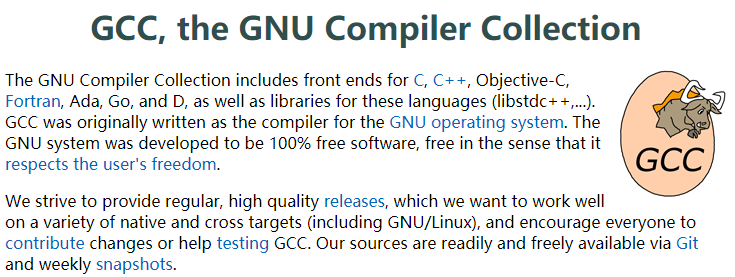 GCC, the GNU Compiler Collection
The GNU Compiler Collection includes front ends for C, C++, Objective-C,
Fortran, Ada, Go, and D, as well as libraries for these languages (libstdc++,...).
GCC was originally written as the compiler for the GNU operating system. The
GNU system was developed to be 100% free software, free in the sense that it
respects the user's freedom.
GCC
We strive to provide regular, high quality releases, which we want to work well
on a variety of native and cross targets (including GNU/Linux), and encourage everyone to
contribute changes or help testing GCC. Our sources are readily and freely available via Git
and weekly snapshots.